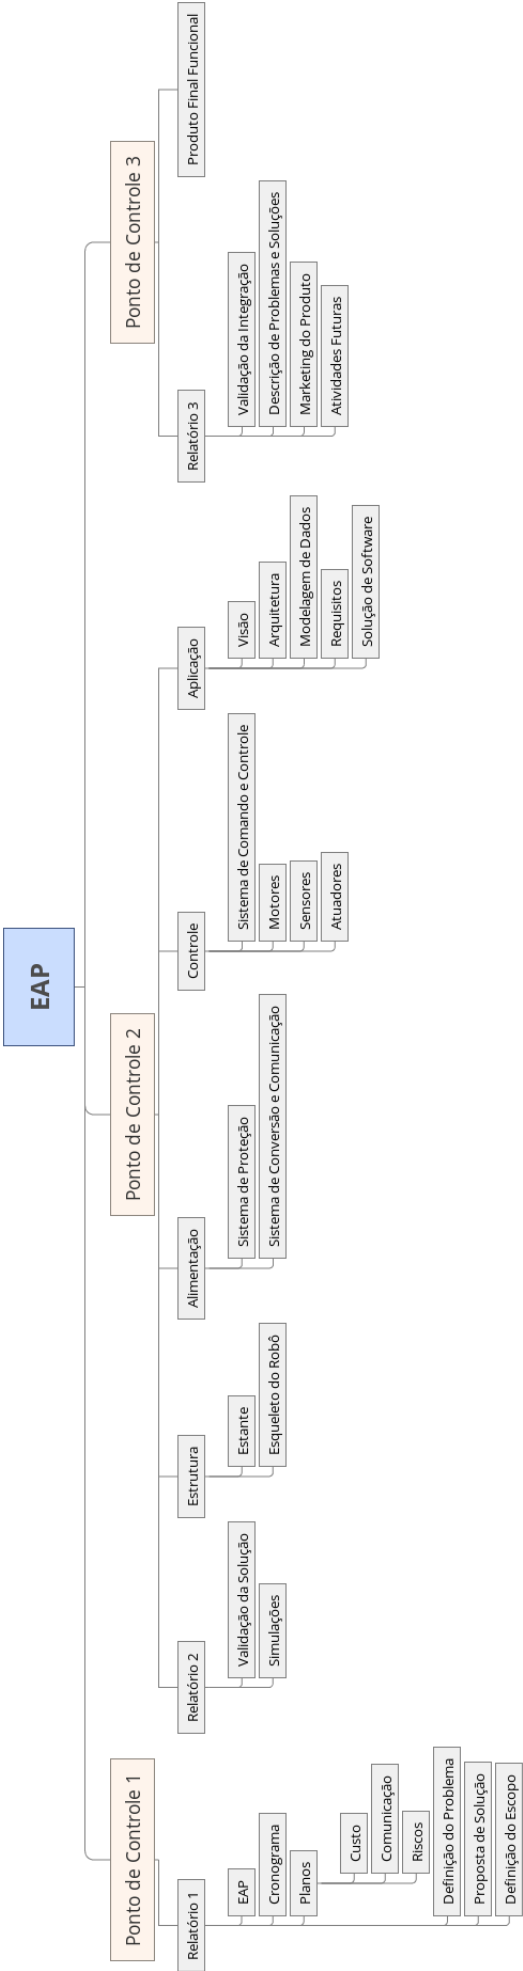 EAP
Ponto de Controle 1
Relatório 1
EAP
Cronograma
Planos
Custo
Comunicação
Riscos
Definição do Problema
Proposta de Solução
Definição do Escopo
Ponto de Controle 2
Relatório 2
Validação da Solução
Simulações
Estrutura
Estante
Esqueleto do Robô
Alimentação
Sistema de Proteção
Sistema de Conversão e Comunicação
Controle
Sistema de Comando e Controle
Motores
Sensores
Atuadores
Aplicação
Visão
Arquitetura
Modelagem de Dados
Requisitos
Solução de Software
Ponto de Controle 3
Relatório 3
Validação da Integração
Descrição de Problemas e Soluções
Marketing do Produto
Atividades Futuras
Produto Final Funcional